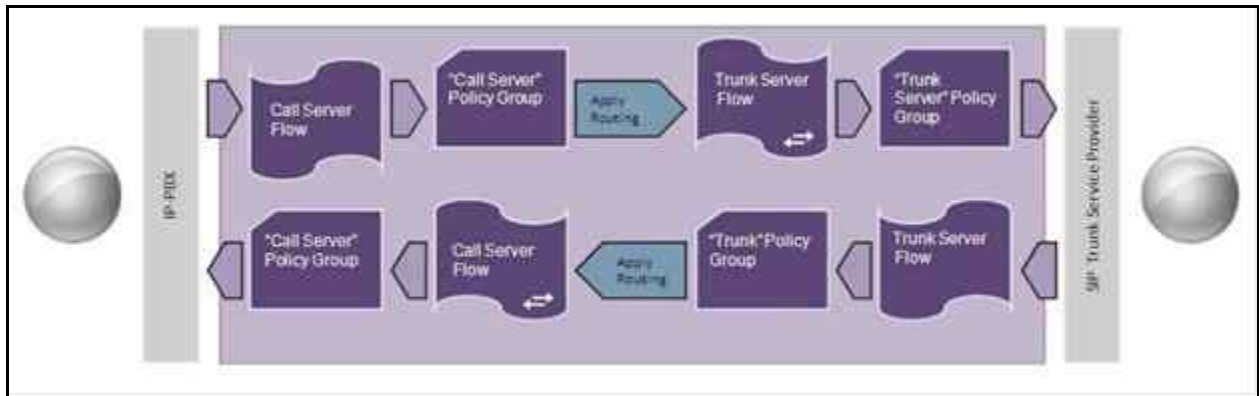 IP-PBX
Call Server
Flow
"Call Server"
Policy Group
Apply
Routing
Trunk Server
Flow
"Trunk
Server" Policy
Group
SIP Trunk Service Provider
"Call Server"
Policy Group
Call Server
Flow
Apply
Routing
"Trunk" Policy
Group
Trunk Server
Flow